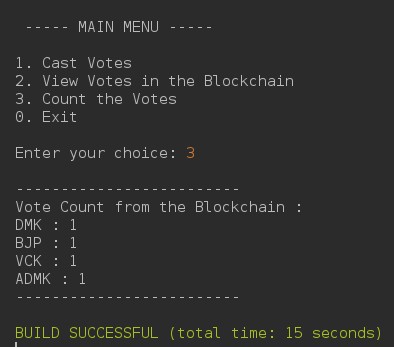 ----- MAIN MENU -----
1. Cast Votes
2. View Votes in the Blockchain
3. Count the Votes
0. Exit
Enter your choice: 3
-------------------------
Vote Count from the Blockchain :
DMK : 1
BJP : 1
VCK : 1
ADMK : 1
-------------------------
BUILD SUCCESSFUL (total time: 15 seconds)